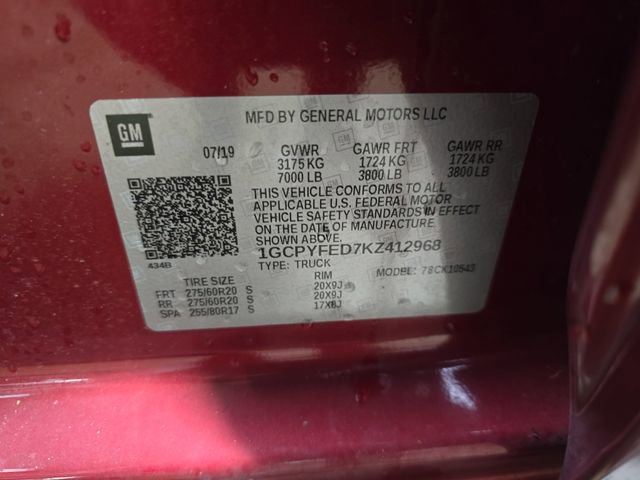 GM
MFD BY GENERAL MOTORS LLC
07/19 GVWR GAWR FRT GAWR RR
3175 KG 1724 KG 1724 KG
7000 LB 3800 LB 3800 LB
THIS VEHICLE CONFORMS TO ALL
APPLICABLE U.S. FEDERAL MOTOR
VEHICLE SAFETY STANDARDS IN EFFECT
ON THE DATE OF MANUFACTURE
SHOWN ABOVE.
1GCPYFED7KZ412968
434B
TYPE: TRUCK MODEL: 78CK10543
TIRE SIZE RIM
FRT 275/60R20 S 20X9J
RR 275/60R20 S 20X9J
SPA 255/80R17 S 17X8J